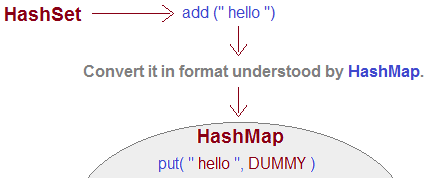 HashSet add (" hello ")
Convert it in format understood by HashMap.
HashMap
put( " hello ", DUMMY )